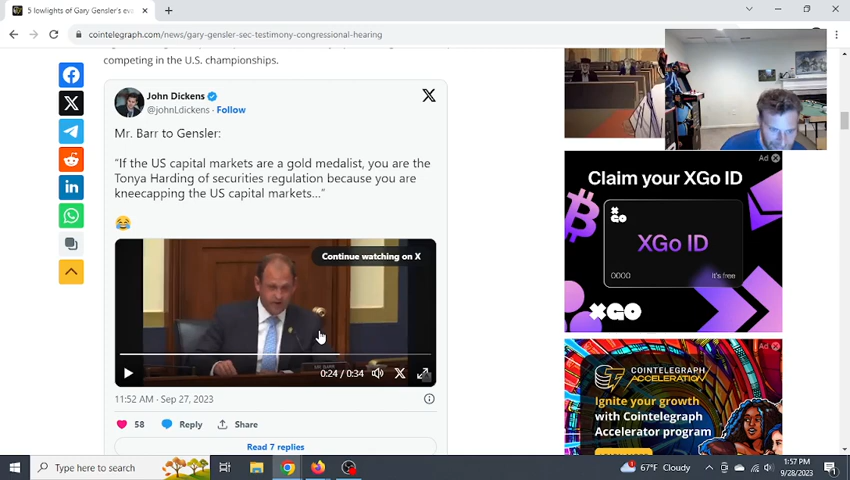 5 lowlights of Gary Gensler's ev
cointelegraph.com/news/gary-gensler-sec-testimony-congressional-hearing
competing in the U.S. championships.
John Dickens
@johnLdickens · Follow
Mr. Barr to Gensler:
"If the US capital markets are a gold medalist, you are the
Tonya Harding of securities regulation because you are
kneecapping the US capital markets..."
Continue watching on X
0:24 / 0:34
11:52 AM · Sep 27, 2023
58
Reply
Share
Read 7 replies
Ad
Claim your XGo ID
XGO
XGo ID
0000
It's free
XGO
Ad
COINTELEGRAPH
ACCELERATION
Ignite your growth
with Cointelegraph
Accelerator program
Type here to search
67°F Cloudy
1:57 PM
9/28/2023
1